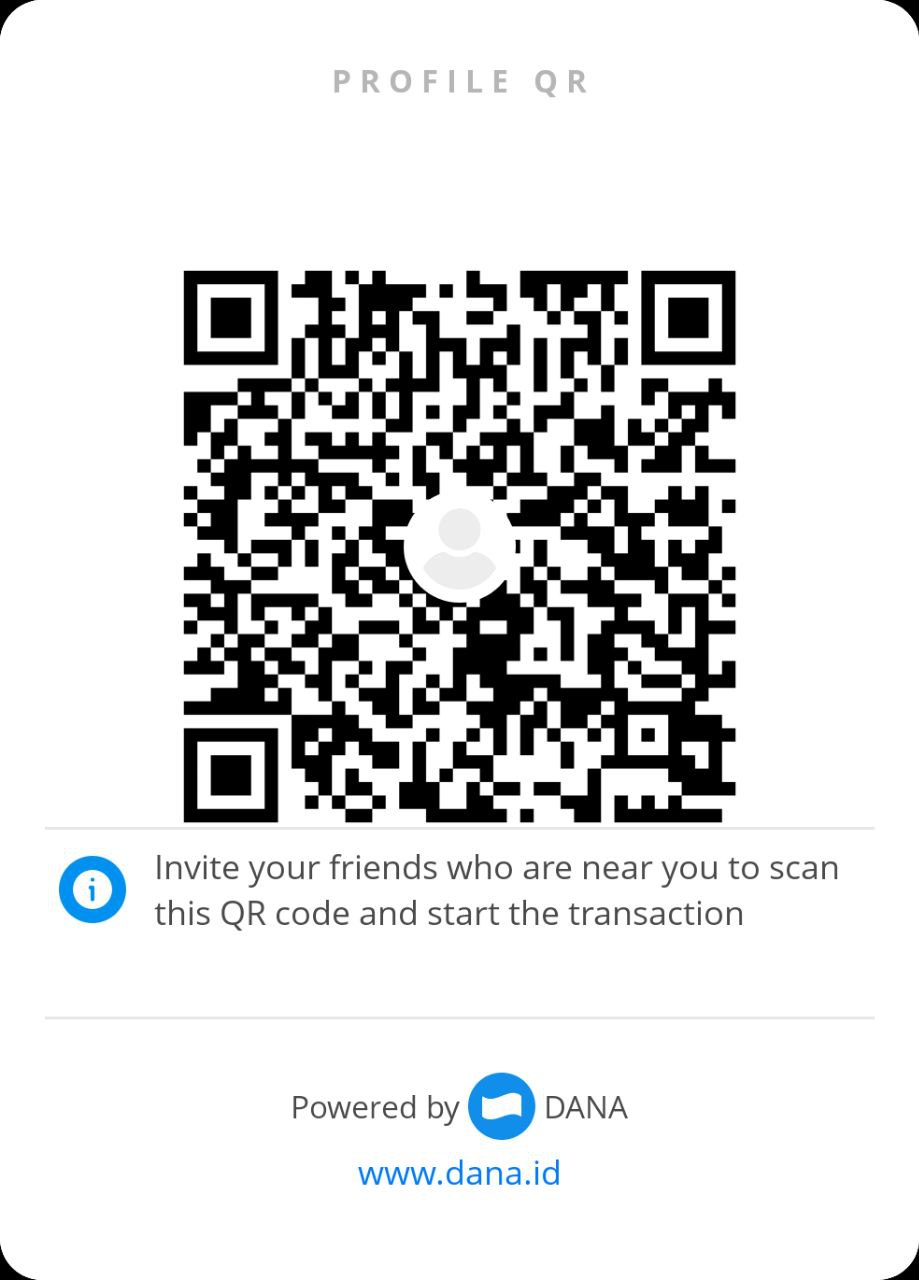 PROFILE QR
Invite your friends who are near you to scan
this QR code and start the transaction
Powered by DANA
www.dana.id